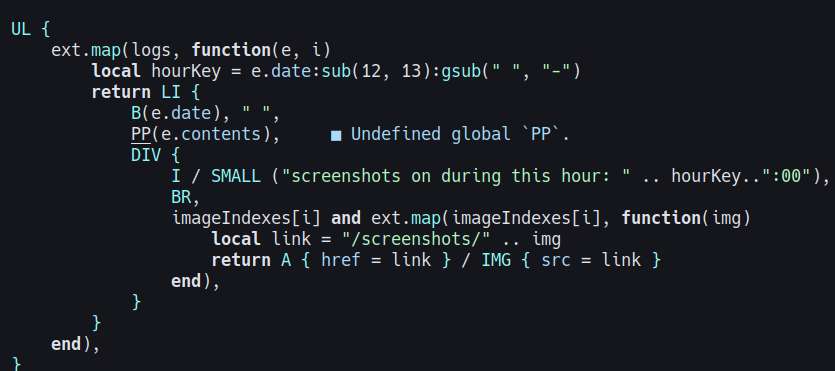 UL {
    ext.map(logs, function(e, i)
        local hourKey = e.date:sub(12, 13):gsub(" ", "-")
        return LI {
            B(e.date), " ",
            PP(e.contents),     ■ Undefined global `PP`.
            DIV {
                I / SMALL ("screenshots on during this hour: " .. hourKey..":00"),
                BR,
                imageIndexes[i] and ext.map(imageIndexes[i], function(img)
                    local link = "/screenshots/" .. img
                    return A { href = link } / IMG { src = link }
                end),
            }
        }
    end),
}